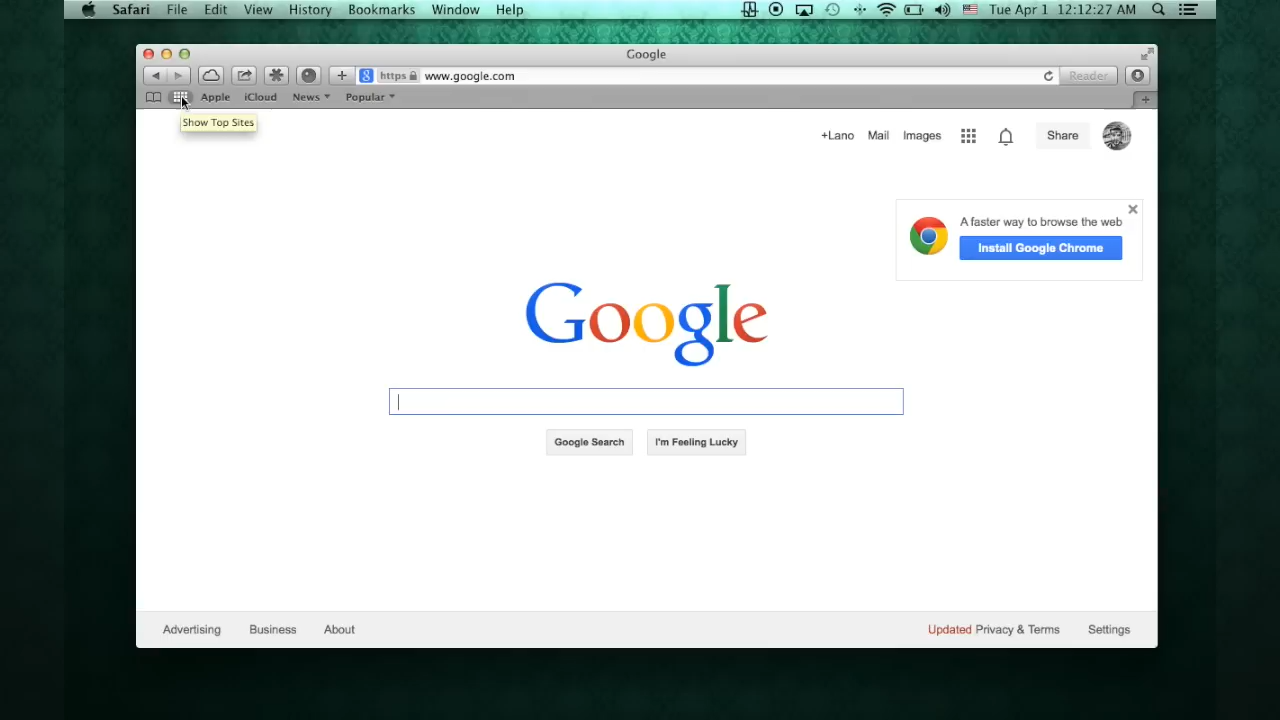 Safari File Edit View History Bookmarks Window Help Tue Apr 1 12:12:27 AM
Google
https www.google.com Reader
Apple iCloud News Popular
Show Top Sites
+Lano Mail Images Share
A faster way to browse the web
Install Google Chrome
Google
Google Search I'm Feeling Lucky
Advertising Business About Updated Privacy & Terms Settings